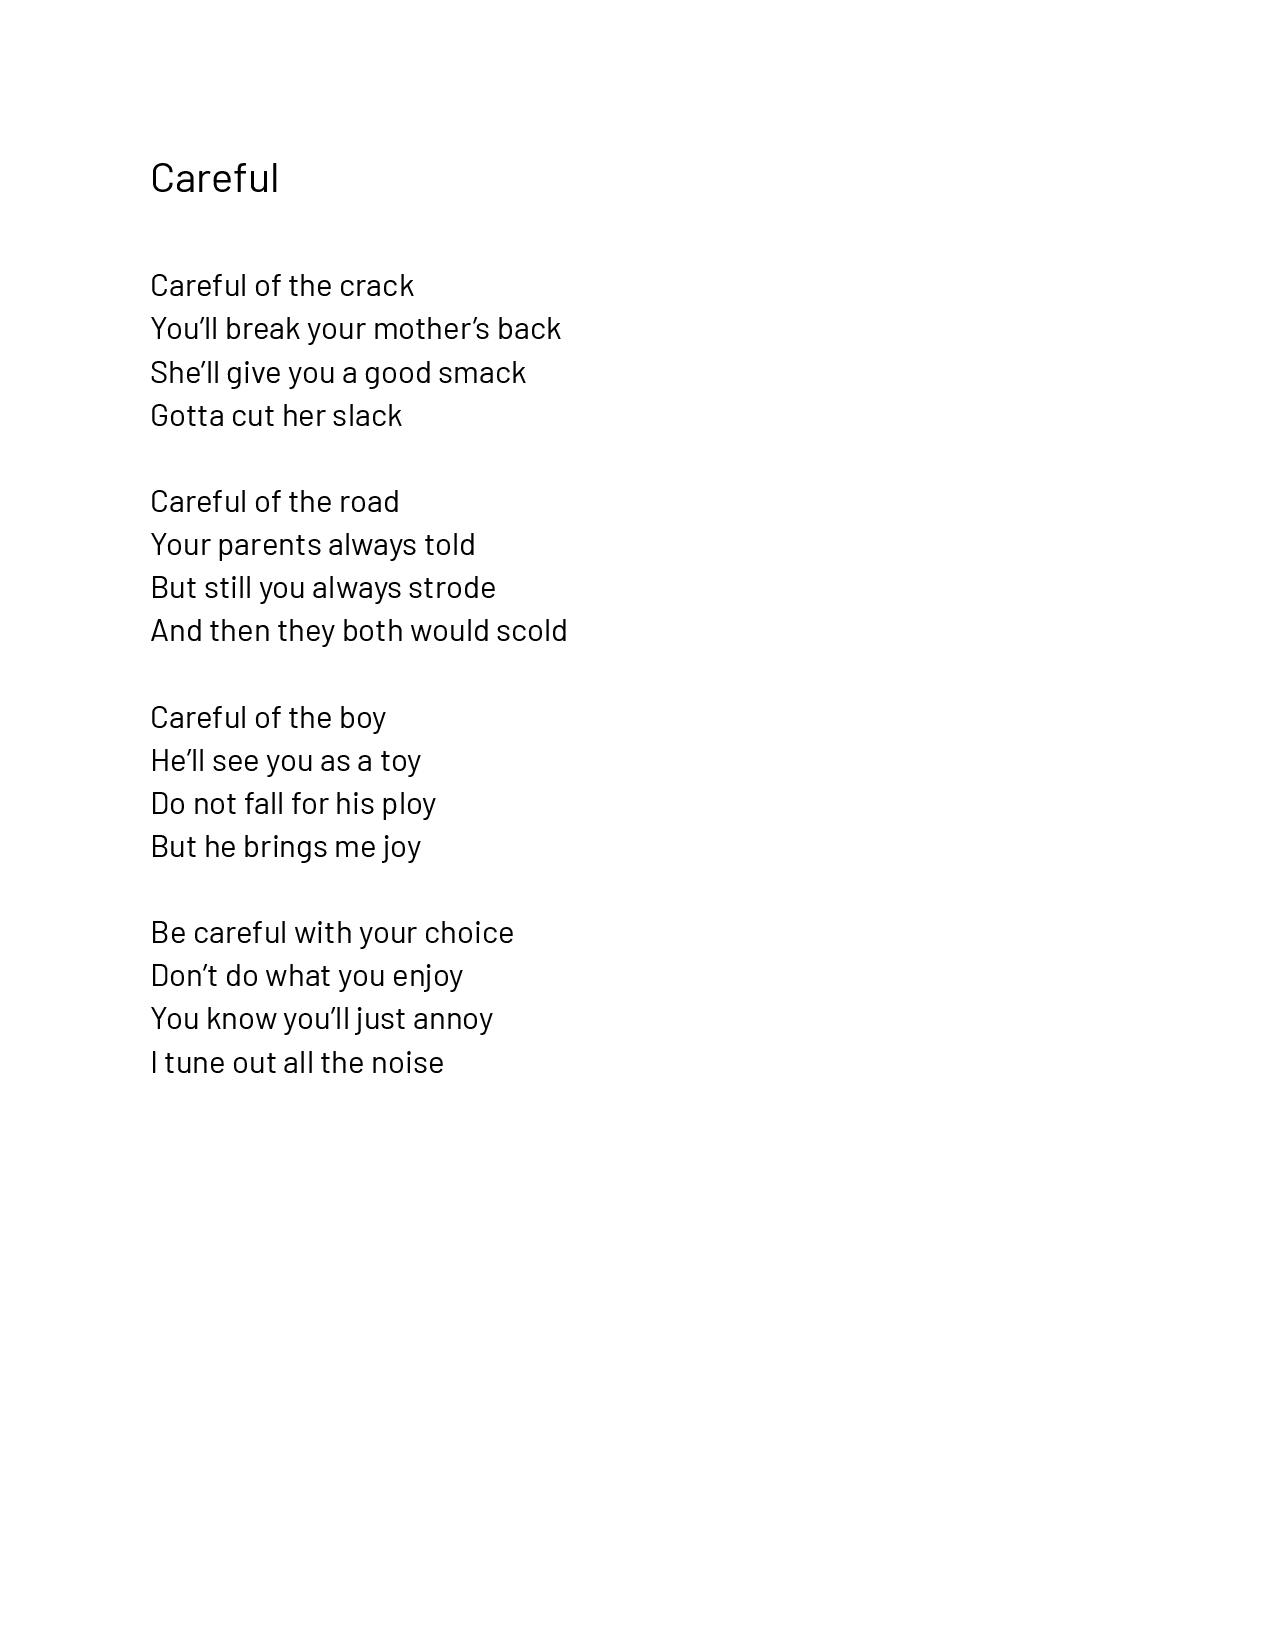 Careful
Careful of the crack
You’ll break your mother’s back
She’ll give you a good smack
Gotta cut her slack
Careful of the road
Your parents always told
But still you always strode
And then they both would scold
Careful of the boy
He’ll see you as a toy
Do not fall for his ploy
But he brings me joy
Be careful with your choice
Don’t do what you enjoy
You know you’ll just annoy
I tune out all the noise